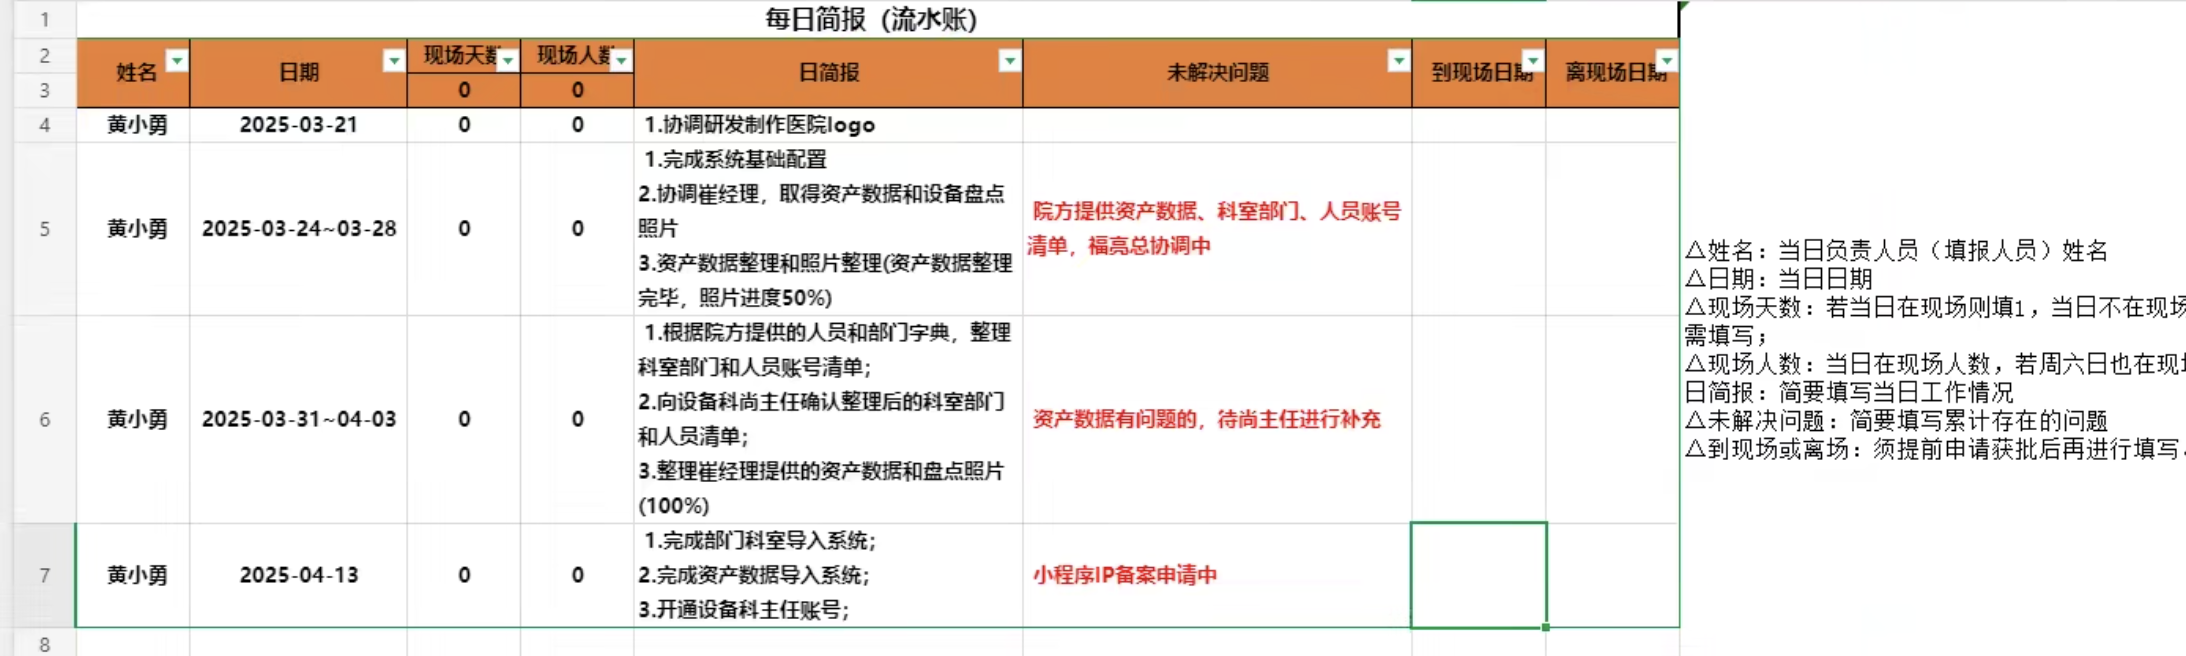 1
每日简报（流水账）
2
姓名
日期
现场天数
现场人数
日简报
未解决问题
到现场日期
离现场日期
3
0
0
4
黄小勇
2025-03-21
0
0
1.协调研发制作医院logo
5
黄小勇
2025-03-24~03-28
0
0
1.完成系统基础配置
2.协调崔经理，取得资产数据和设备盘点
照片
3.资产数据整理和照片整理(资产数据整理
完毕，照片进度50%)
院方提供资产数据、科室部门、人员账号
清单，福亮总协调中
6
黄小勇
2025-03-31~04-03
0
0
1.根据院方提供的人员和部门字典，整理
科室部门和人员账号清单；
2.向设备科尚主任确认整理后的科室部门
和人员清单；
3.整理崔经理提供的资产数据和盘点照片
(100%)
资产数据有问题的，待尚主任进行补充
7
黄小勇
2025-04-13
0
0
1.完成部门科室导入系统；
2.完成资产数据导入系统；
3.开通设备科主任账号；
小程序IP备案申请中
8
△姓名：当日负责人员（填报人员）姓名
△日期：当日日期
△现场天数：若当日在现场则填1，当日不在现场
需填写；
△现场人数：当日在现场人数，若周六日也在现
日简报：简要填写当日工作情况
△未解决问题：简要填写累计存在的问题
△到现场或离场：须提前申请获批后再进行填写